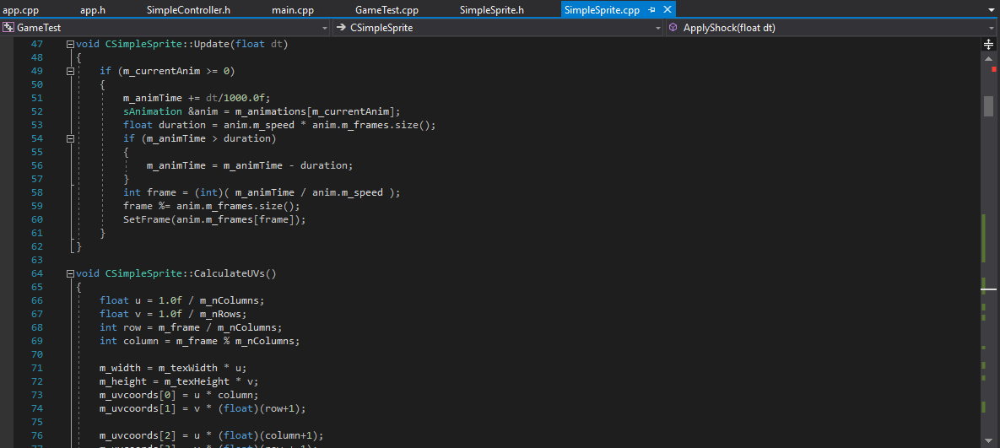 app.cpp app.h SimpleController.h main.cpp GameTest.cpp SimpleSprite.h SimpleSprite.cpp
GameTest CSimpleSprite ApplyShock(float dt)
47 void CSimpleSprite::Update(float dt)
48 {
49 if (m_currentAnim >= 0)
50 {
51 m_animTime += dt/1000.0f;
52 sAnimation &anim = m_animations[m_currentAnim];
53 float duration = anim.m_speed * anim.m_frames.size();
54 if (m_animTime > duration)
55 {
56 m_animTime = m_animTime - duration;
57 }
58 int frame = (int)( m_animTime / anim.m_speed );
59 frame %= anim.m_frames.size();
60 SetFrame(anim.m_frames[frame]);
61 }
62 }
63
64 void CSimpleSprite::CalculateUVs()
65 {
66 float u = 1.0f / m_nColumns;
67 float v = 1.0f / m_nRows;
68 int row = m_frame / m_nColumns;
69 int column = m_frame % m_nColumns;
70
71 m_width = m_texWidth * u;
72 m_height = m_texHeight * v;
73 m_uvcoords[0] = u * column;
74 m_uvcoords[1] = v * (float)(row+1);
75
76 m_uvcoords[2] = u * (float)(column+1);